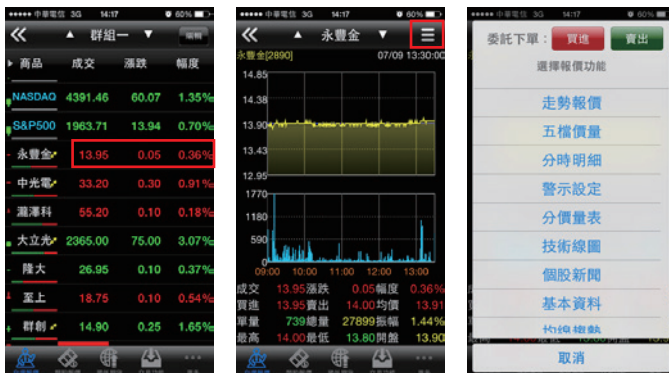 中華電信 3G 14:17 60%
群組一
商品 成交 漲跌 幅度
NASDAQ 4391.46 60.07 1.35%
S&P500 1963.71 13.94 0.70%
永豐金 13.95 0.05 0.36%
中光電 33.20 0.30 0.91%
瀧澤科 55.20 0.10 0.18%
大立光 2365.00 75.00 3.07%
隆大 26.95 0.10 0.37%
至上 18.75 0.10 0.54%
群創 14.90 0.25 1.65%
中華電信 3G 14:17 60%
永豐金
永豐金[2890] 07/09 13:30:00
14.85
14.38
13.90
13.43
12.95
1770
1180
590
0
09:00 10:00 11:00 12:00 13:00
成交 13.95 漲跌 0.05 幅度 0.36%
買進 13.95 賣出 14.00 均價 13.91
單量 739 總量 27899 振幅 1.44%
最高 14.00 最低 13.80 開盤 13.90
中華電信 3G 14:17 60%
委託下單： 買進 賣出
選擇報價功能
走勢報價
五檔價量
分時明細
警示設定
分價量表
技術線圖
個股新聞
基本資料
取消